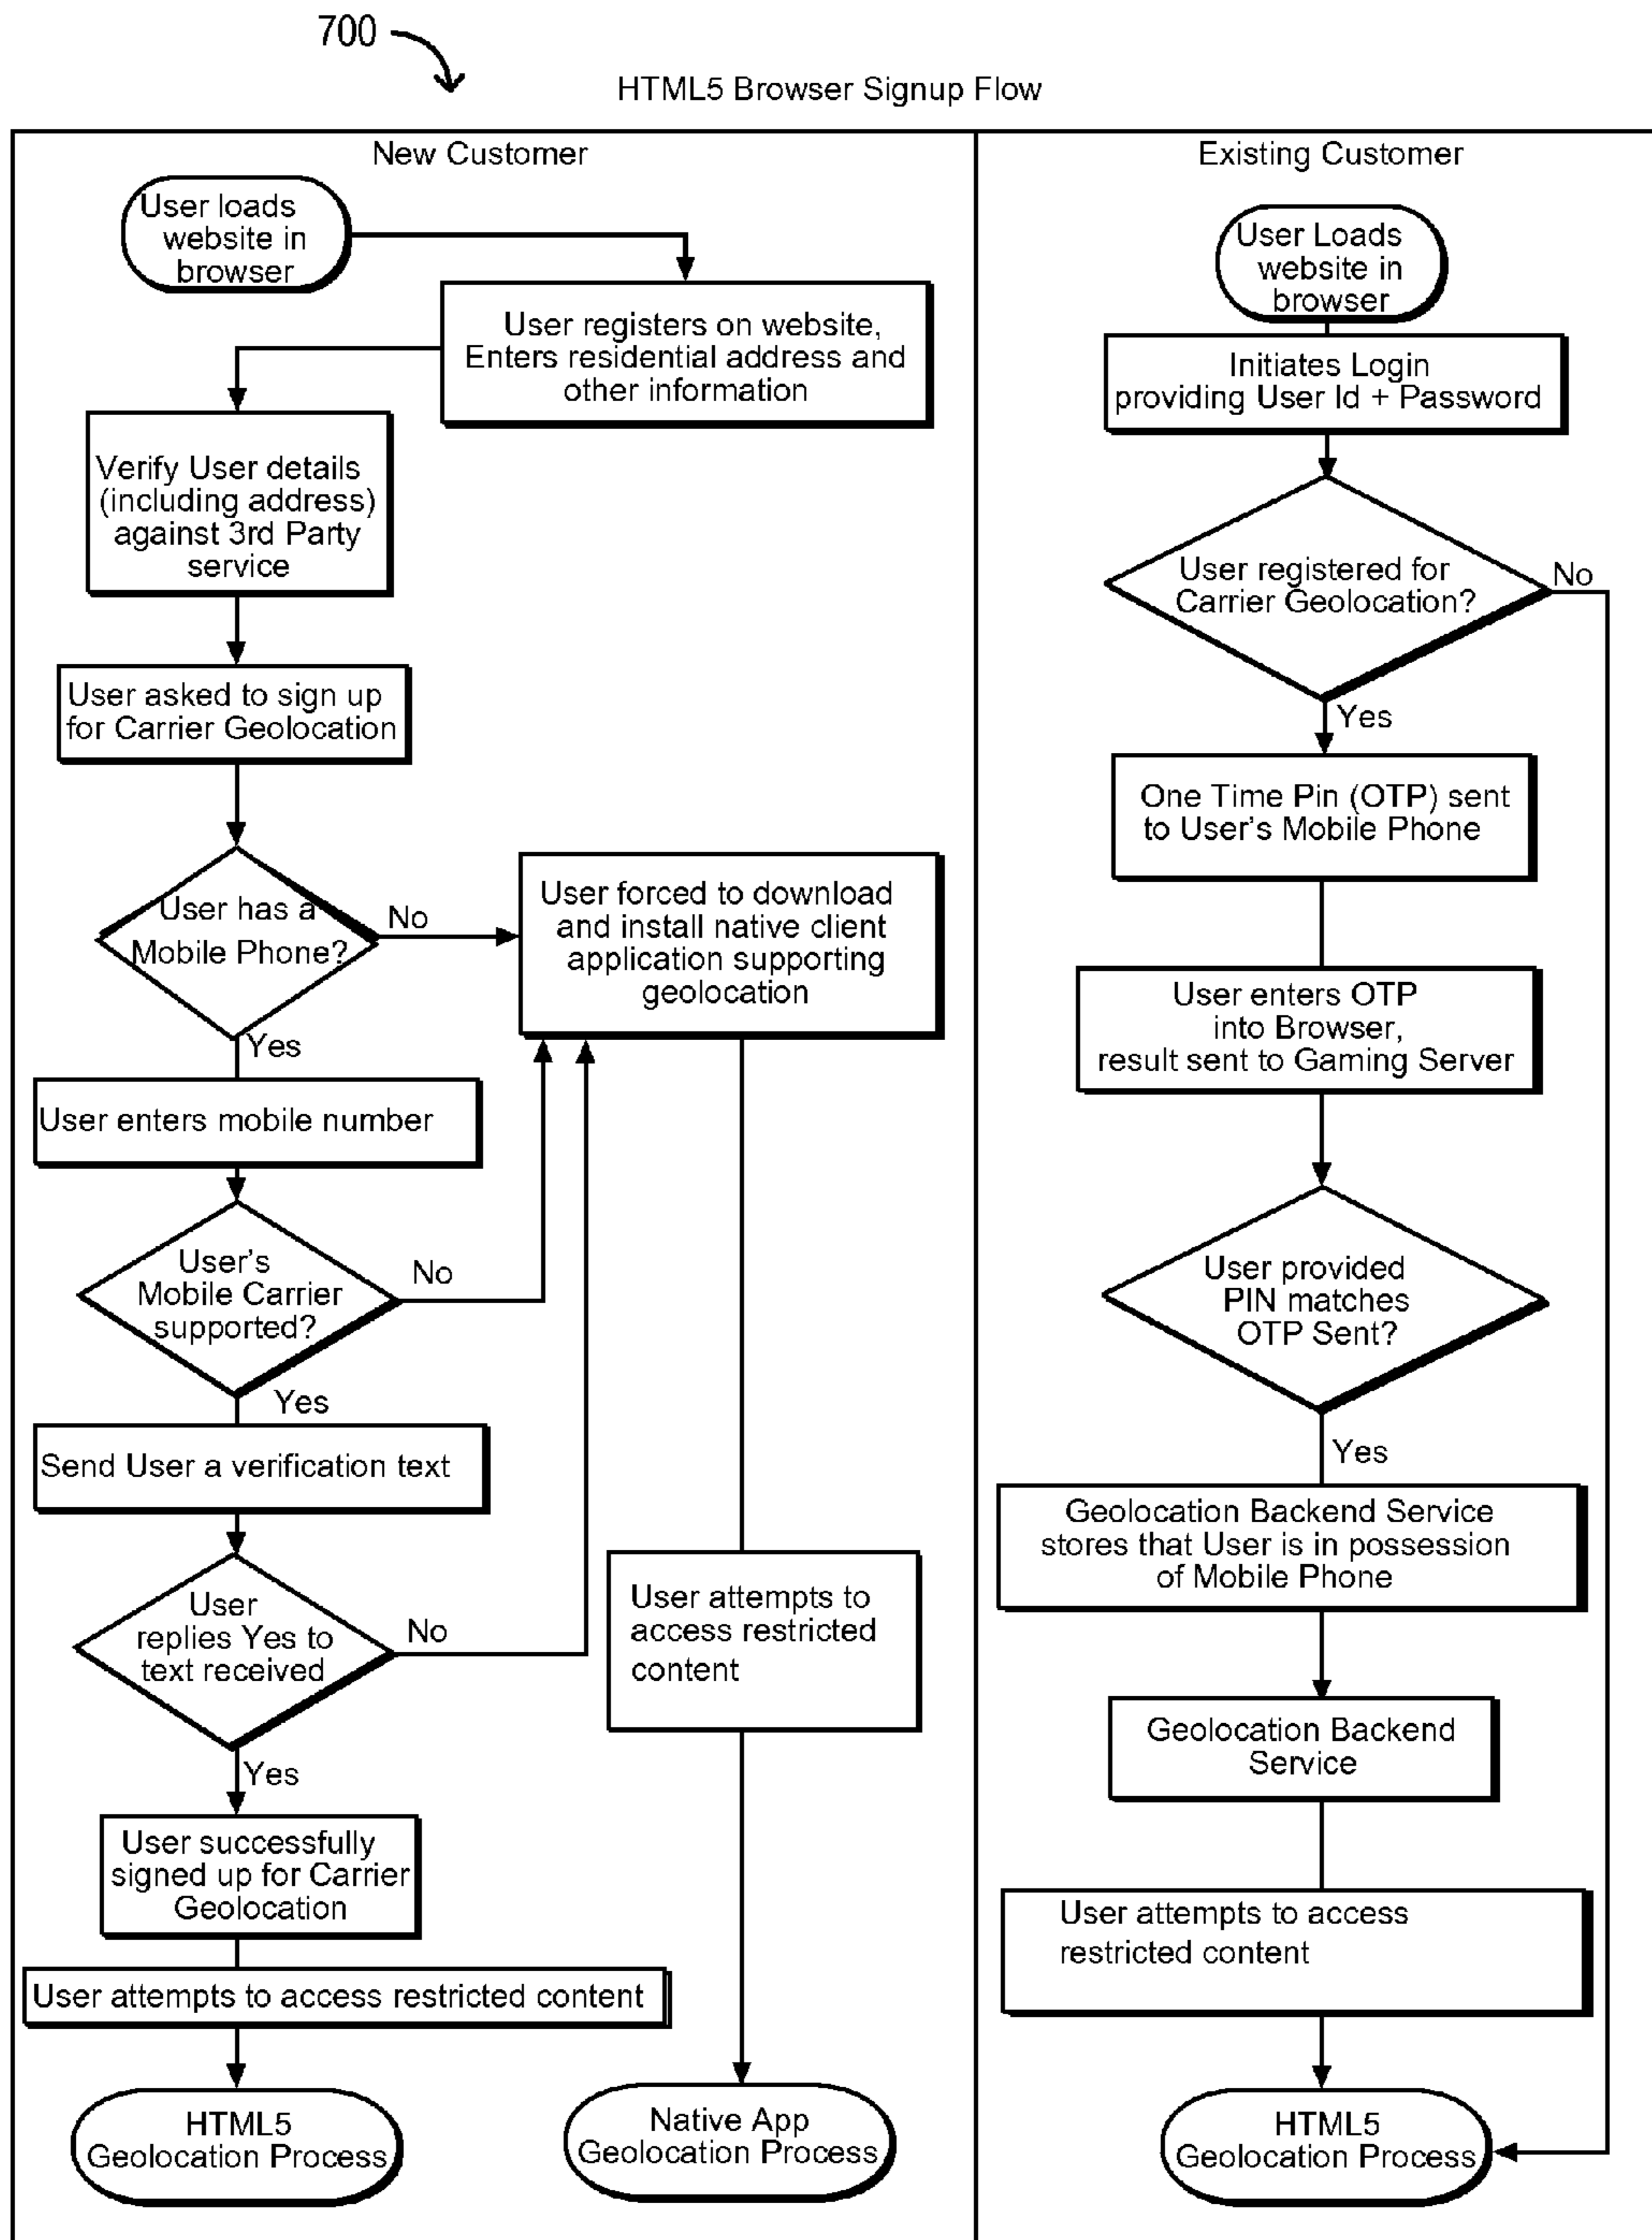 700
HTML5 Browser Signup Flow
New Customer
User loads
website in
browser
User registers on website,
Enters residential address and
other information
Verify User details
(including address)
against 3rd Party
service
User asked to sign up
for Carrier Geolocation
User has a
Mobile Phone?
No
User forced to download
and install native client
application supporting
geolocation
Yes
User enters mobile number
User's
Mobile Carrier
supported?
No
Yes
Send User a verification text
User
replies Yes to
text received
No
User attempts to
access restricted
content
Yes
User successfully
signed up for Carrier
Geolocation
User attempts to access restricted content
HTML5
Geolocation Process
Native App
Geolocation Process
Existing Customer
User Loads
website in
browser
Initiates Login
providing User Id + Password
User registered for
Carrier Geolocation?
No
Yes
One Time Pin (OTP) sent
to User's Mobile Phone
User enters OTP
into Browser,
result sent to Gaming Server
User provided
PIN matches
OTP Sent?
Yes
Geolocation Backend Service
stores that User is in possession
of Mobile Phone
Geolocation Backend
Service
User attempts to access
restricted content
HTML5
Geolocation Process